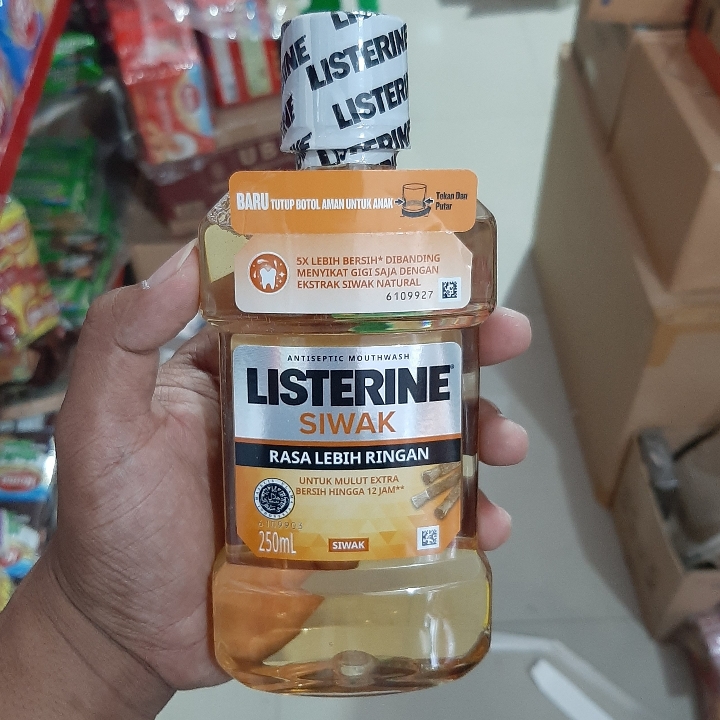 LISTERINE
LISTERINE
LISTERINE
BARU TUTUP BOTOL AMAN UNTUK ANAK
Tekan Dan
Putar
5X LEBIH BERSIH* DIBANDING
MENYIKAT GIGI SAJA DENGAN
EKSTRAK SIWAK NATURAL
6109927
ANTISEPTIC MOUTHWASH
LISTERINE®
SIWAK
RASA LEBIH RINGAN
UNTUK MULUT EXTRA
BERSIH HINGGA 12 JAM**
250mL
SIWAK